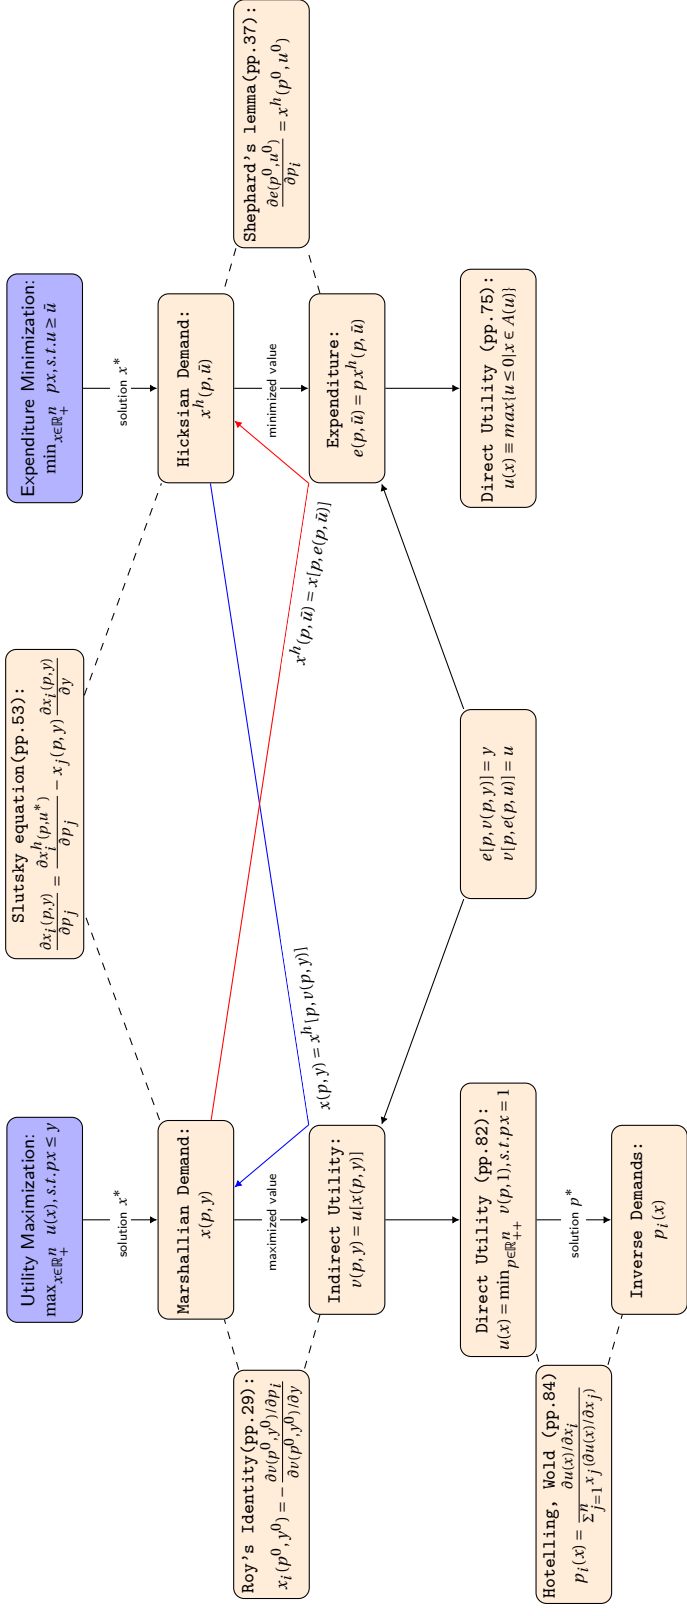 Utility Maximization:
max_{x∈ℝ^n_+} u(x), s.t. px ≤ y
Slutsky equation(pp.53):
∂x_i(p,y)/∂p_j = ∂x_i^h(p,u*)/∂p_j − x_j(p,y) ∂x_i(p,y)/∂y
Expenditure Minimization:
min_{x∈ℝ^n_+} px, s.t. u ≥ ū
solution x*
solution x*
Marshallian Demand:
x(p,y)
Hicksian Demand:
x^h(p,ū)
Roy's Identity(pp.29):
x_i(p^0,y^0) = − (∂v(p^0,y^0)/∂p_i)/(∂v(p^0,y^0)/∂y)
maximized value
x(p,y) = x^h[p,v(p,y)]
x^h(p,ū) = x[p,e(p,ū)]
minimized value
Shephard's lemma(pp.37):
∂e(p^0,u^0)/∂p_i = x^h(p^0,u^0)
Indirect Utility:
v(p,y) = u[x(p,y)]
Expenditure:
e(p,ū) = px^h(p,ū)
Direct Utility (pp.82):
u(x) = min_{p∈ℝ^n_++} v(p,1), s.t. px = 1
e[p,v(p,y)] = y
v[p,e(p,u)] = u
Direct Utility (pp.75):
u(x) ≡ max{u ≤ 0|x ∈ A(u)}
solution p*
Hotelling, Wold (pp.84)
p_i(x) = (∂u(x)/∂x_i)/(Σ_{j=1}^n x_j(∂u(x)/∂x_j))
Inverse Demands:
p_i(x)